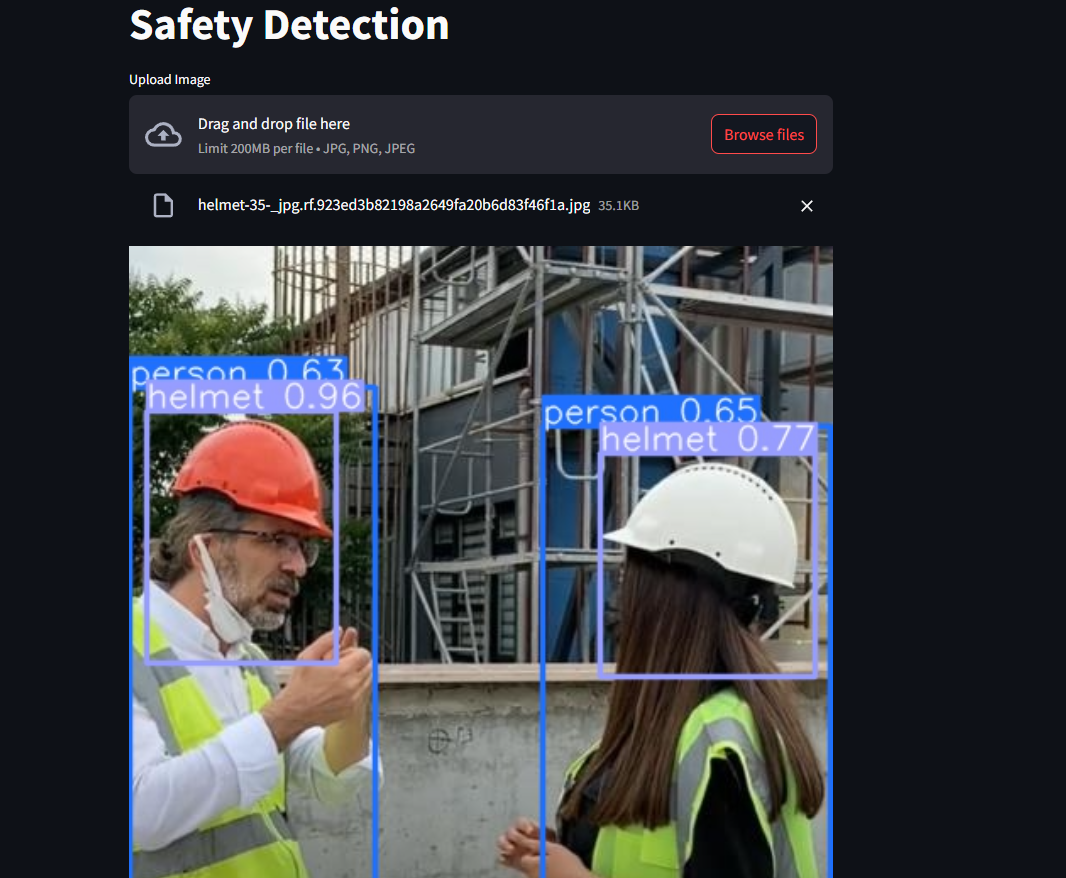 Safety Detection
Upload Image
Drag and drop file here
Limit 200MB per file • JPG, PNG, JPEG
Browse files
helmet-35-_jpg.rf.923ed3b82198a2649fa20b6d83f46f1a.jpg 35.1KB
person 0.63
helmet 0.96
person 0.65
helmet 0.77